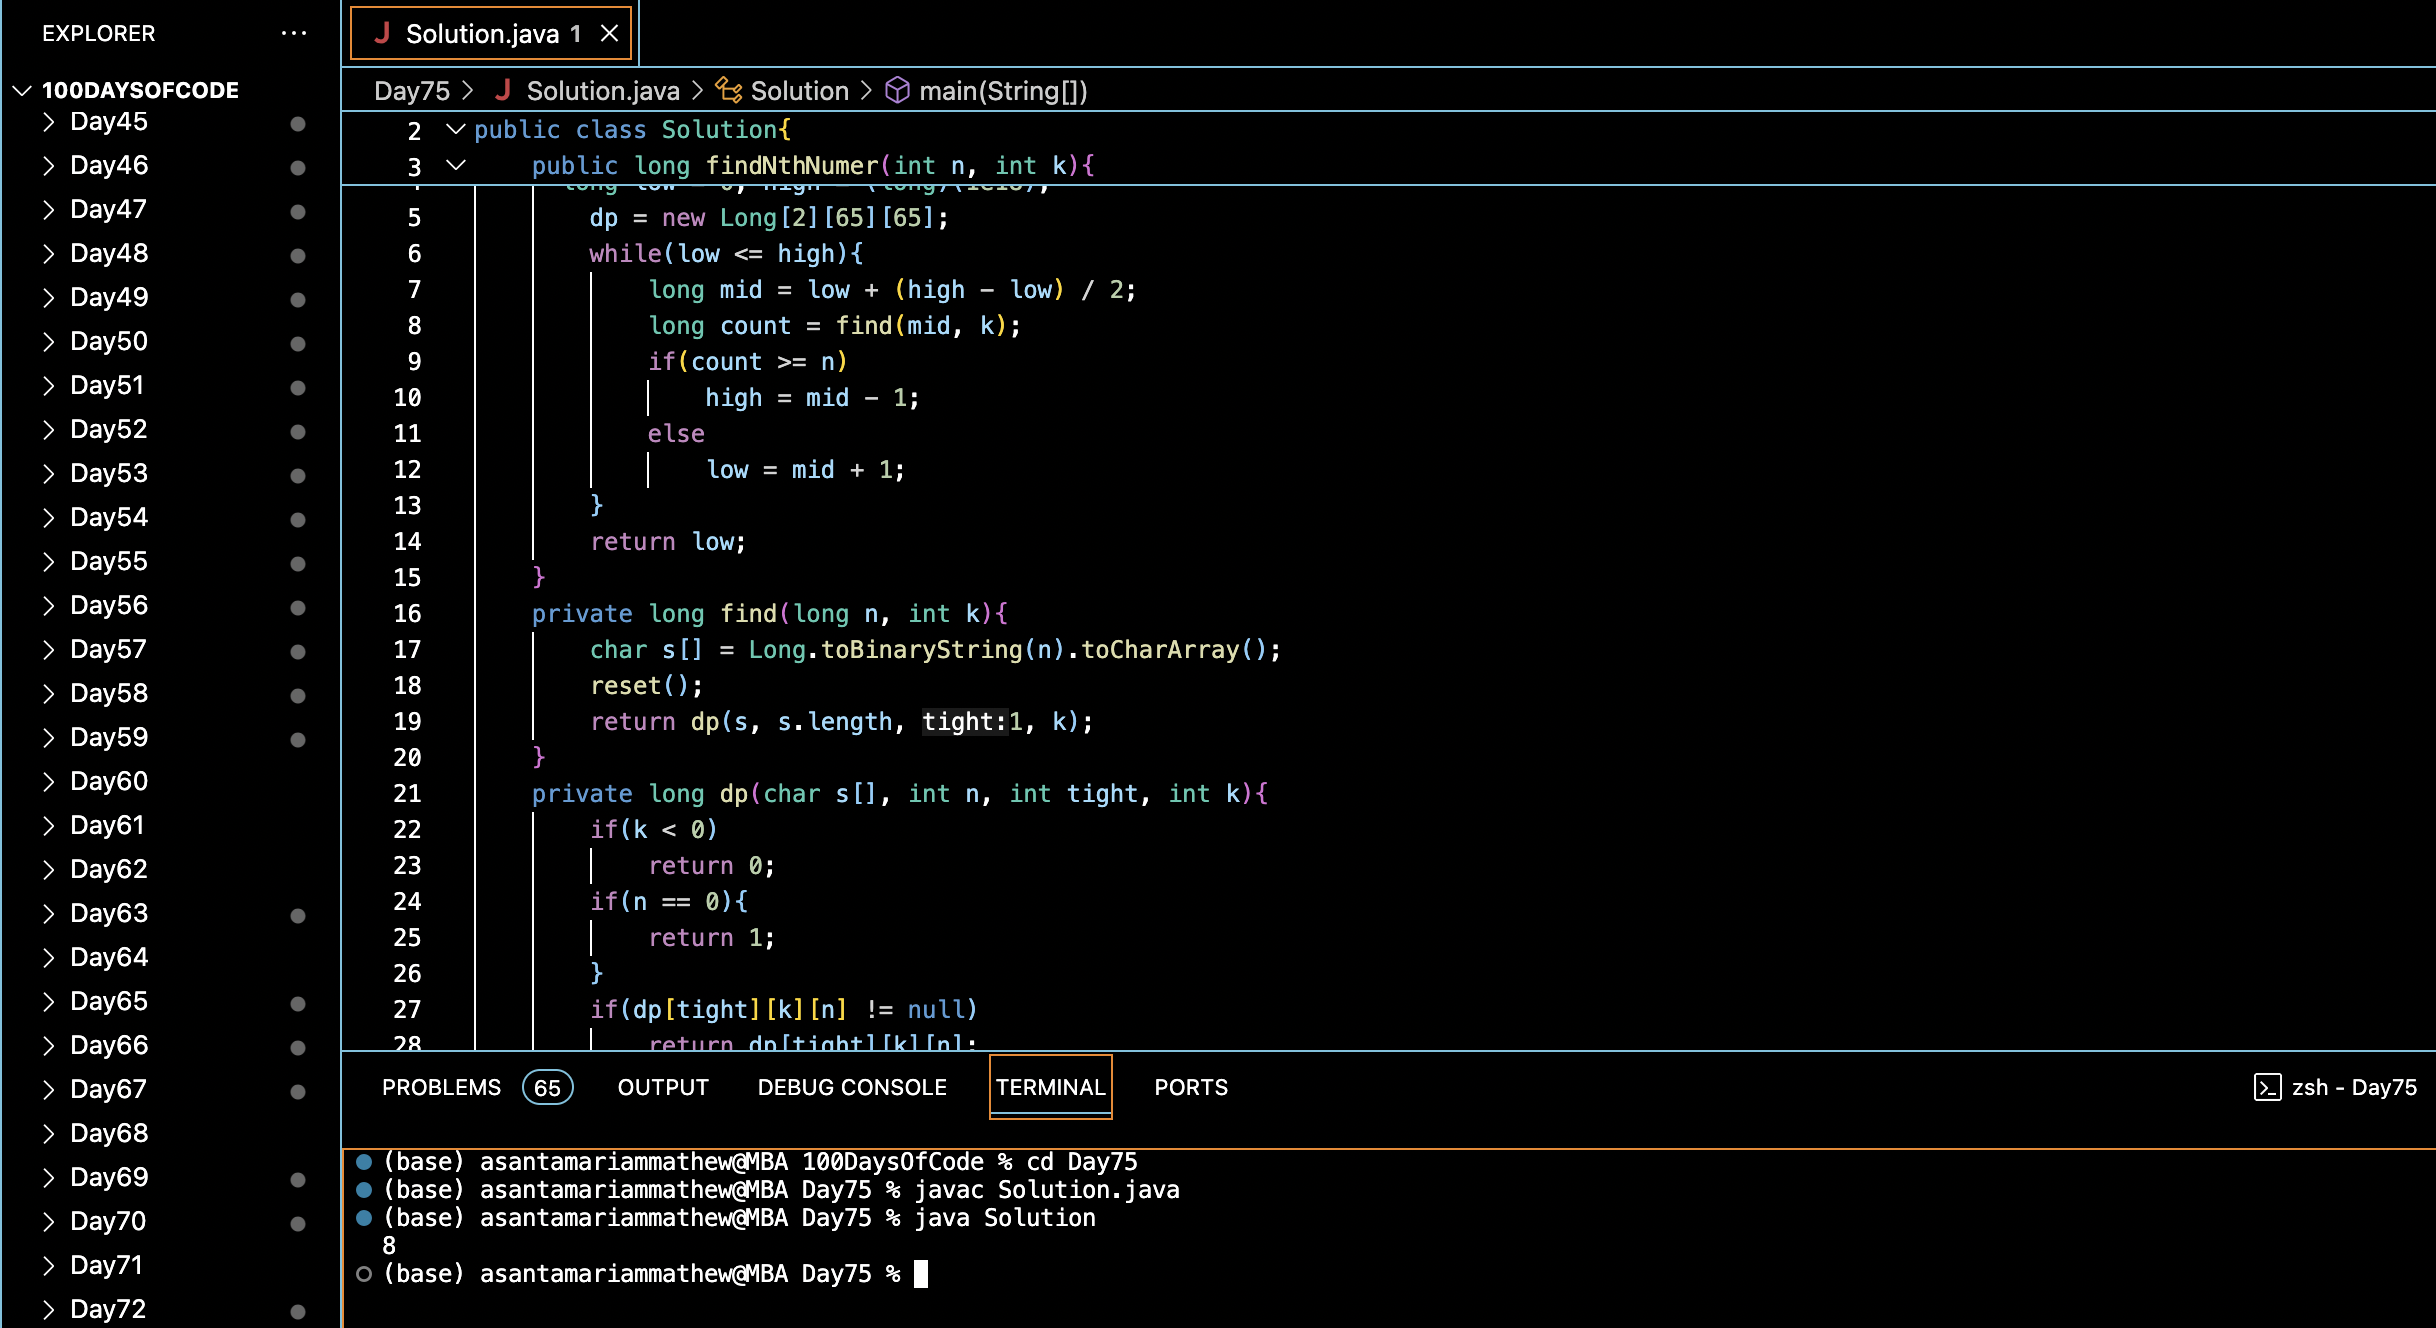 EXPLORER ···
100DAYSOFCODE
Day45
Day46
Day47
Day48
Day49
Day50
Day51
Day52
Day53
Day54
Day55
Day56
Day57
Day58
Day59
Day60
Day61
Day62
Day63
Day64
Day65
Day66
Day67
Day68
Day69
Day70
Day71
Day72
J Solution.java 1 ×
Day75 > J Solution.java > Solution > main(String[])
2 public class Solution{
3 public long findNthNumer(int n, int k){
5 dp = new Long[2][65][65];
6 while(low <= high){
7 long mid = low + (high - low) / 2;
8 long count = find(mid, k);
9 if(count >= n)
10 high = mid - 1;
11 else
12 low = mid + 1;
13 }
14 return low;
15 }
16 private long find(long n, int k){
17 char s[] = Long.toBinaryString(n).toCharArray();
18 reset();
19 return dp(s, s.length, tight:1, k);
20 }
21 private long dp(char s[], int n, int tight, int k){
22 if(k < 0)
23 return 0;
24 if(n == 0){
25 return 1;
26 }
27 if(dp[tight][k][n] != null)
28 return dp[tight][k][n];
PROBLEMS 65 OUTPUT DEBUG CONSOLE TERMINAL PORTS zsh - Day75
(base) asantamariammathew@MBA 100DaysOfCode % cd Day75
(base) asantamariammathew@MBA Day75 % javac Solution.java
(base) asantamariammathew@MBA Day75 % java Solution
8
(base) asantamariammathew@MBA Day75 %